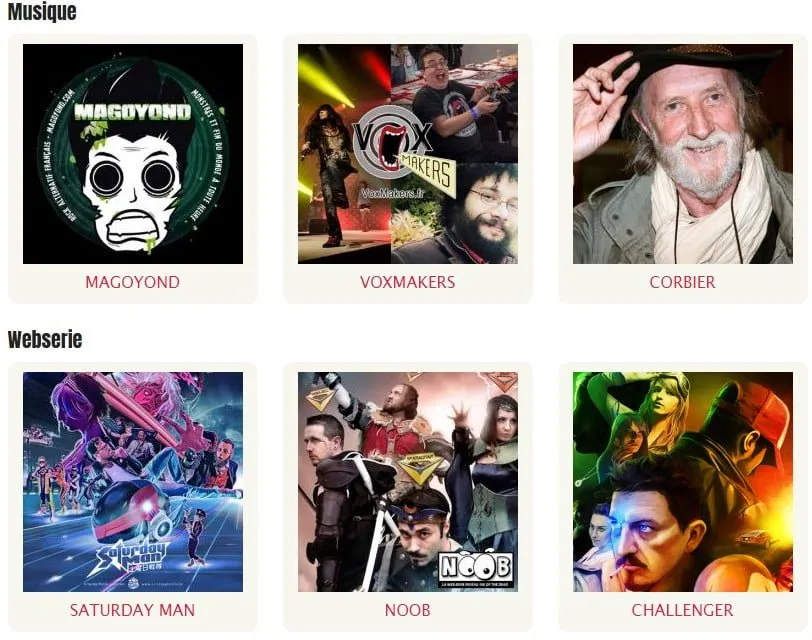 Musique
MAGOYOND
ROCK ALTERNATIF FRANÇAIS - MAGOYOND.COM
MONSTRES ET FIN DU MONDE À TOUTE HEURE
VOX
MAKERS
VoxMakers.fr
MAGOYOND
VOXMAKERS
CORBIER
Webserie
Saturday
Man
NOOB
SATURDAY MAN
NOOB
CHALLENGER